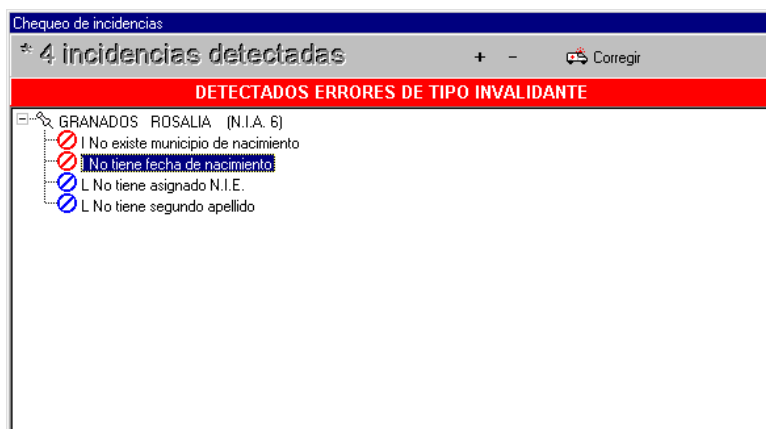 Chequeo de incidencias
* 4 incidencias detectadas + - Corregir
DETECTADOS ERRORES DE TIPO INVALIDANTE
GRANADOS ROSALIA (N.I.A. 6)
I No existe municipio de nacimiento
I No tiene fecha de nacimiento
L No tiene asignado N.I.E.
L No tiene segundo apellido